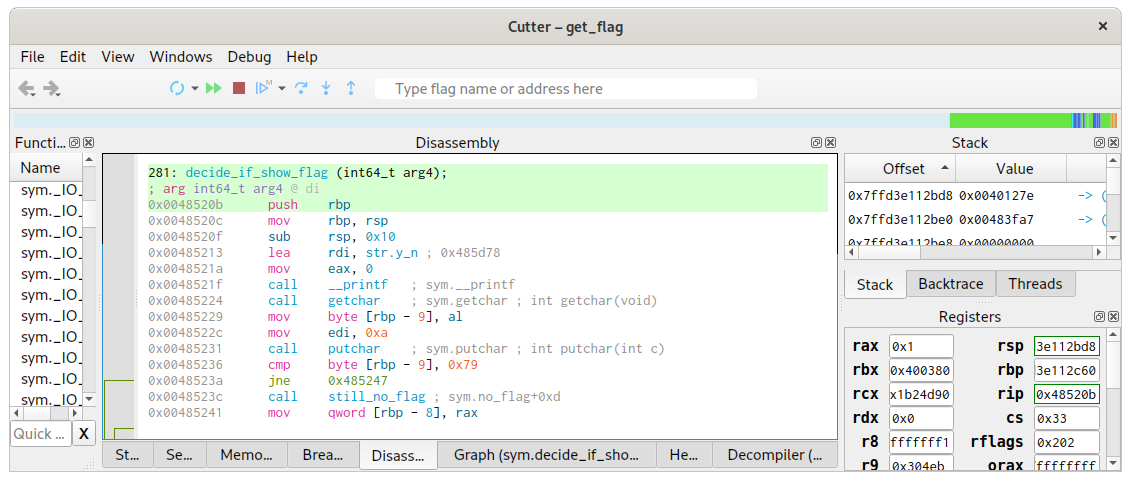 Cutter – get_flag
File Edit View Windows Debug Help
Type flag name or address here
Functi...
Name
sym._IO_
sym._IO_
sym._IO_
sym._IO_
sym._IO_
sym._IO_
sym._IO_
sym._IO_
sym._IO_
sym._IO_
sym._IO_
Quick ... X
Disassembly
281: decide_if_show_flag (int64_t arg4);
; arg int64_t arg4 @ di
0x0048520b push rbp
0x0048520c mov rbp, rsp
0x0048520f sub rsp, 0x10
0x00485213 lea rdi, str.y_n ; 0x485d78
0x0048521a mov eax, 0
0x0048521f call __printf ; sym.__printf
0x00485224 call getchar ; sym.getchar ; int getchar(void)
0x00485229 mov byte [rbp - 9], al
0x0048522c mov edi, 0xa
0x00485231 call putchar ; sym.putchar ; int putchar(int c)
0x00485236 cmp byte [rbp - 9], 0x79
0x0048523a jne 0x485247
0x0048523c call still_no_flag ; sym.no_flag+0xd
0x00485241 mov qword [rbp - 8], rax
St... Se... Memo... Brea... Disass... Graph (sym.decide_if_sho... He... Decompiler (...
Stack
Offset Value
0x7ffd3e112bd8 0x0040127e -> (
0x7ffd3e112be0 0x00483fa7 -> (
0x7ffd3e112be8 0x00000000
Stack Backtrace Threads
Registers
rax 0x1 rsp 3e112bd8
rbx 0x400380 rbp 3e112c60
rcx x1b24d90 rip 0x48520b
rdx 0x0 cs 0x33
r8 fffffff1 rflags 0x202
r9 0x304eb orax ffffffff